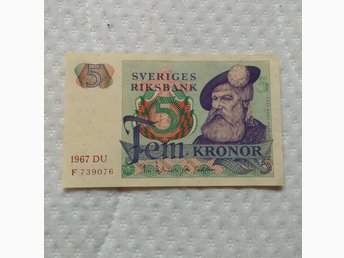 5
SVERIGES
RIKSBANK
5
Fem KRONOR
5
1967 DU
F 739076